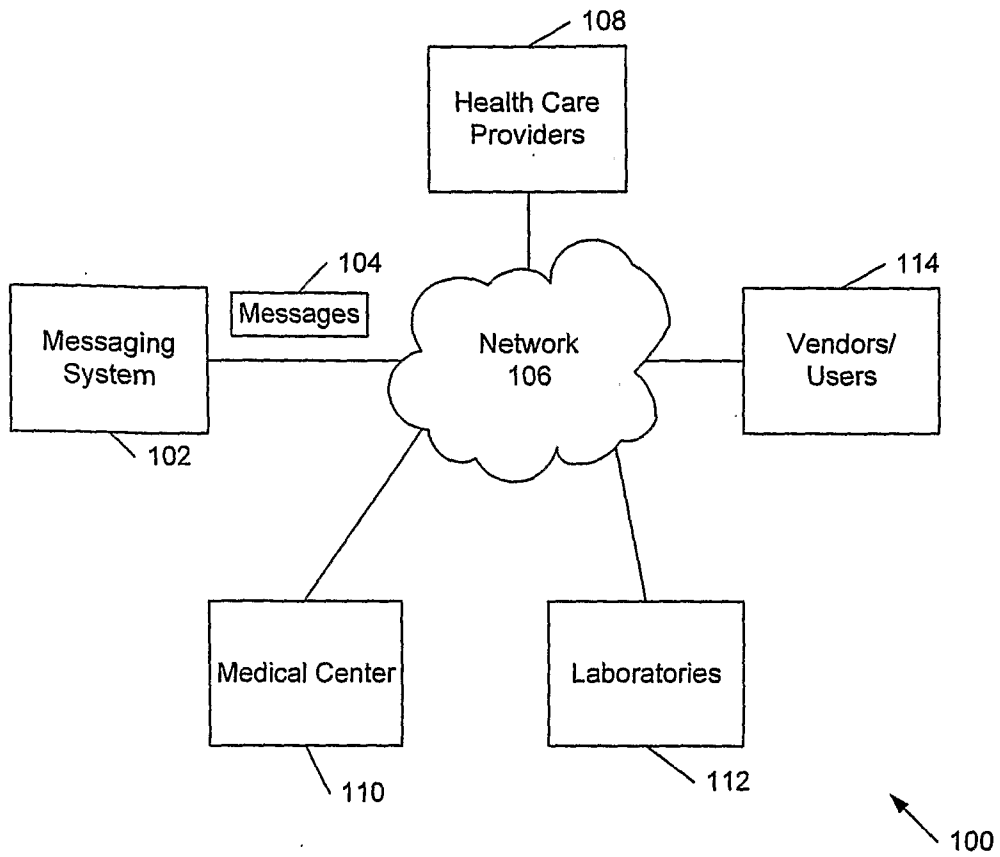 108
Health Care
Providers
104
Messages
114
Messaging
System
Network
106
Vendors/
Users
102
Medical Center
Laboratories
110
112
100